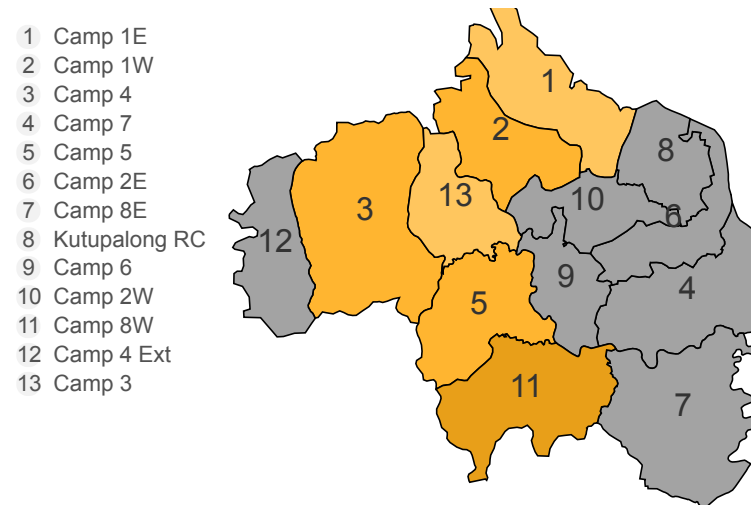 1 Camp 1E
2 Camp 1W
3 Camp 4
4 Camp 7
5 Camp 5
6 Camp 2E
7 Camp 8E
8 Kutupalong RC
9 Camp 6
10 Camp 2W
11 Camp 8W
12 Camp 4 Ext
13 Camp 3
1
2
8
13
10
3
6
12
9
4
5
11
7